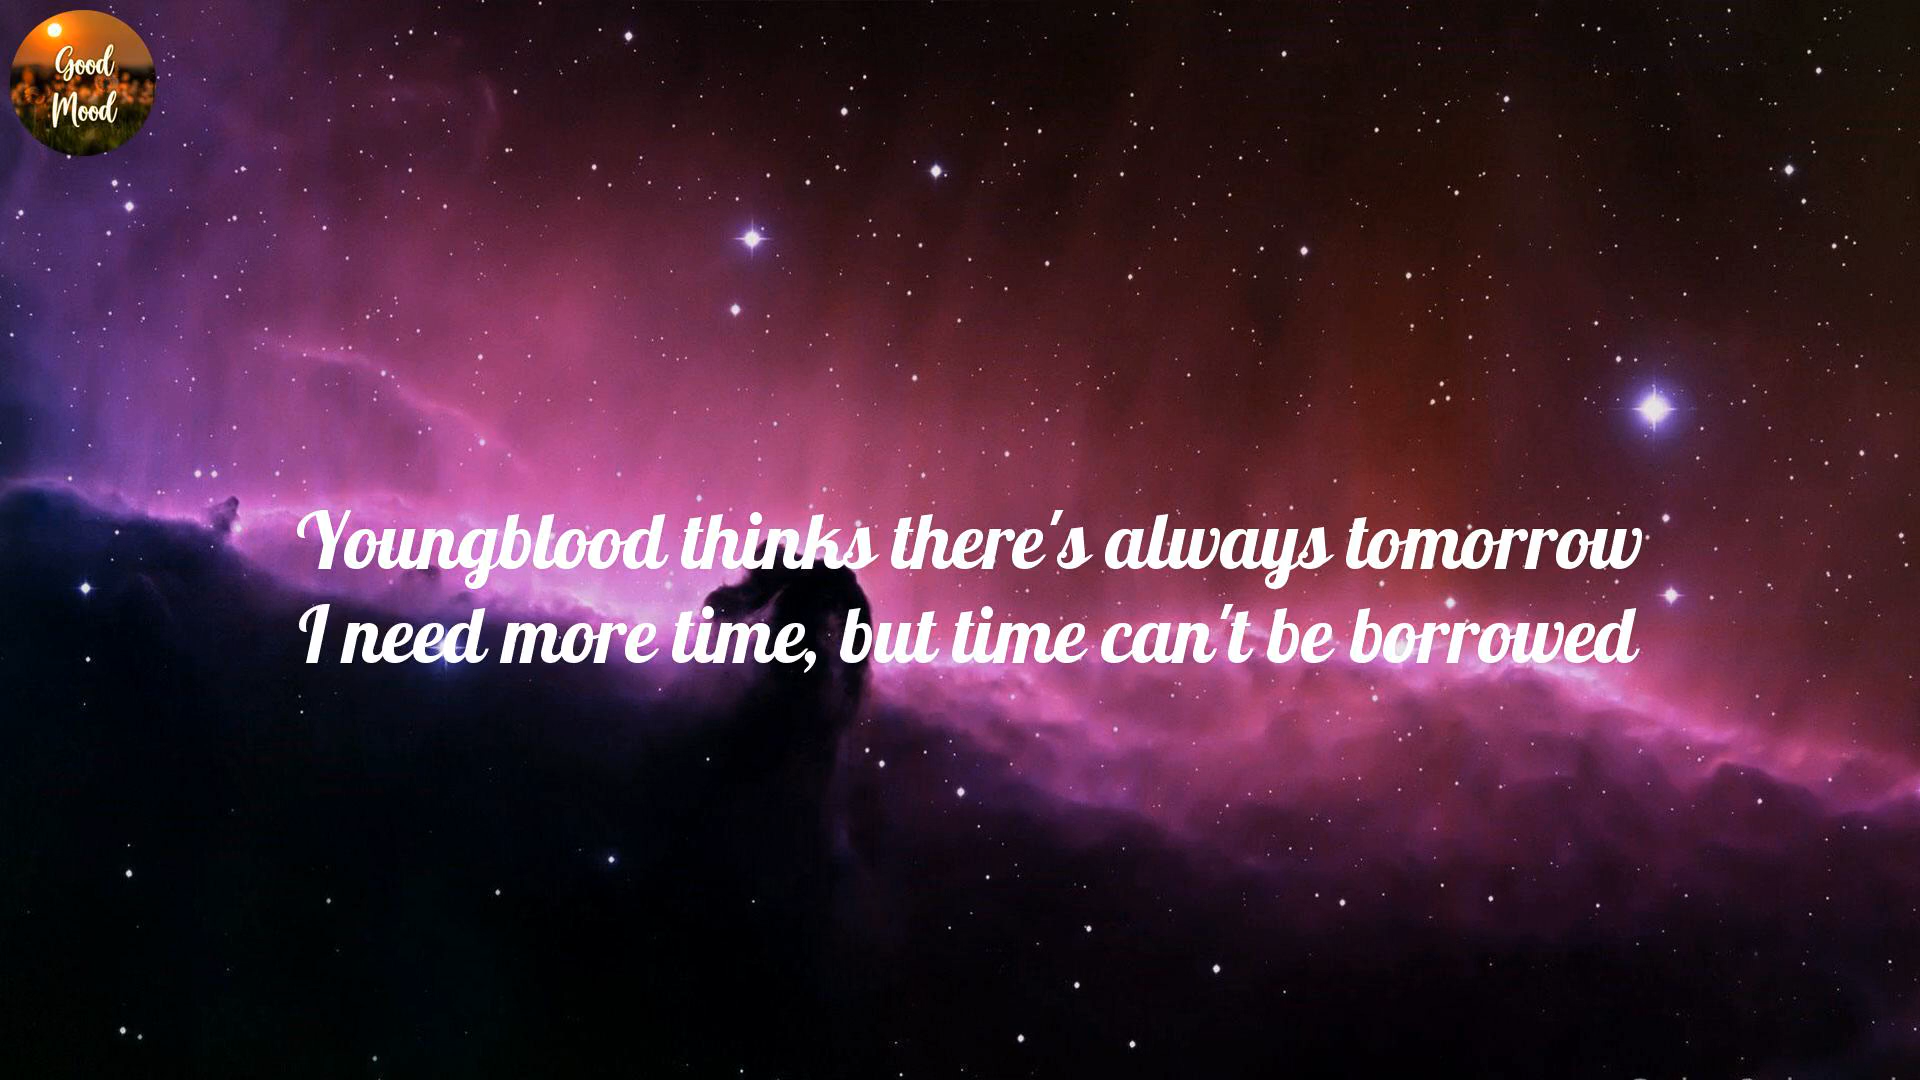 Good
Mood
Youngblood thinks there's always tomorrow
I need more time, but time can't be borrowed